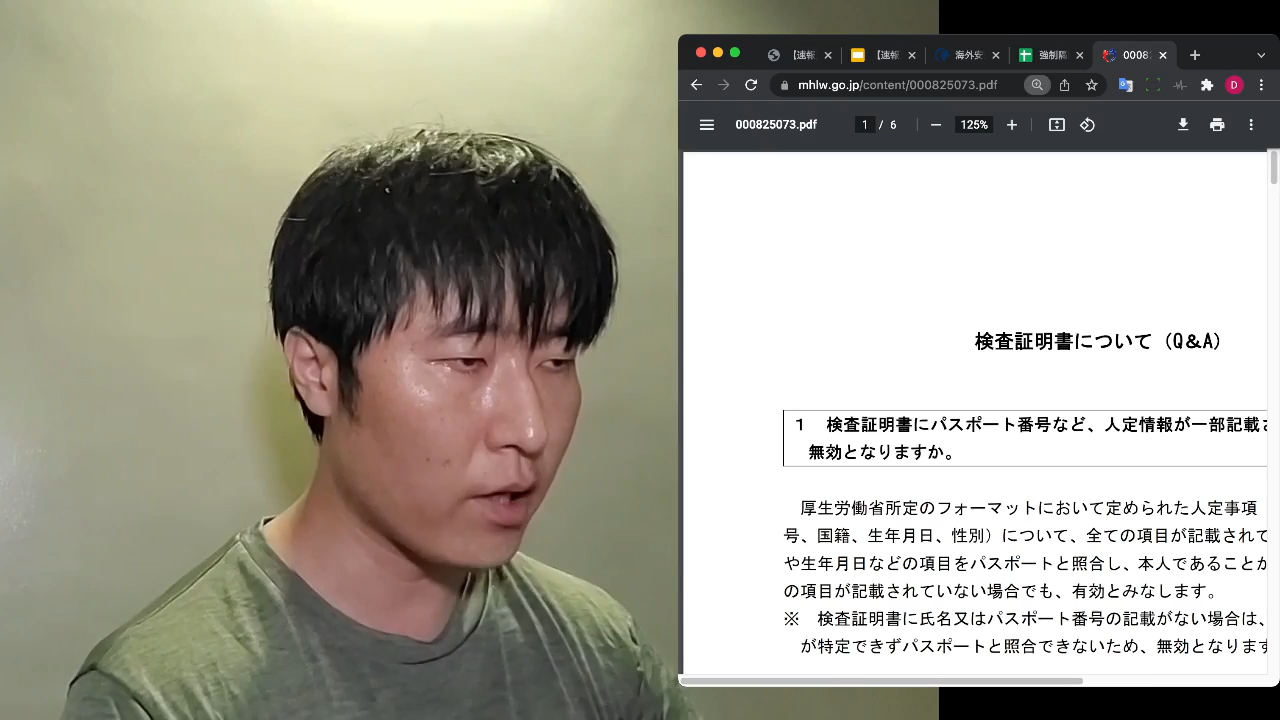 【速報
【速報
海外安
強制隔
0008
mhlw.go.jp/content/000825073.pdf
D
000825073.pdf
1 / 6
125%
検査証明書について（Q＆A）
１ 検査証明書にパスポート番号など、人定情報が一部記載
無効となりますか。
厚生労働省所定のフォーマットにおいて定められた人定事項
号、国籍、生年月日、性別）について、全ての項目が記載されて
や生年月日などの項目をパスポートと照合し、本人であることが
の項目が記載されていない場合でも、有効とみなします。
※ 検査証明書に氏名又はパスポート番号の記載がない場合は、
が特定できずパスポートと照合できないため、無効となります